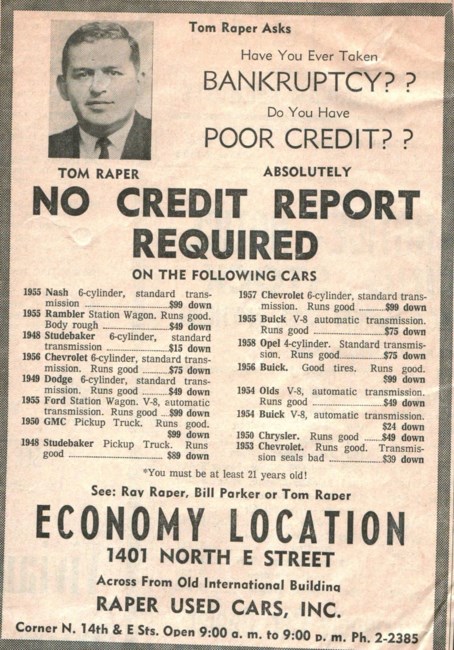 Tom Raper Asks
Have You Ever Taken
BANKRUPTCY? ?
Do You Have
POOR CREDIT? ?
TOM RAPER
ABSOLUTELY
NO CREDIT REPORT
REQUIRED
ON THE FOLLOWING CARS
1955 Nash 6-cylinder, standard trans-
mission ........ $99 down
1955 Rambler Station Wagon. Runs good.
Body rough ........ $49 down
1948 Studebaker 6-cylinder, standard
transmission ........ $15 down
1956 Chevrolet 6-cylinder, standard trans-
mission. Runs good ........ $75 down
1949 Dodge 6-cylinder, standard trans-
mission. Runs good ........ $49 down
1955 Ford Station Wagon. V-8, automatic
transmission. Runs good ... $99 down
1950 GMC Pickup Truck. Runs good.
$99 down
1948 Studebaker Pickup Truck. Runs
good ........ $89 down
1957 Chevrolet 6-cylinder, standard trans-
mission. Runs good ........ $99 down
1955 Buick V-8 automatic transmission.
Runs good ........ $75 down
1958 Opel 4-cylinder. Standard transmis-
sion. Runs good ........ $75 down
1956 Buick. Good tires. Runs good.
$99 down
1954 Olds V-8, automatic transmission.
Runs good ........ $49 down
1954 Buick V-8, automatic transmission.
$24 down
1950 Chrysler. Runs good ..... $49 down
1953 Chevrolet. Runs good. Transmis-
sion seals bad ........ $39 down
*You must be at least 21 years old!
See: Ray Raper, Bill Parker or Tom Raper
ECONOMY LOCATION
1401 NORTH E STREET
Across From Old International Building
RAPER USED CARS, INC.
Corner N. 14th & E Sts. Open 9:00 a. m. to 9:00 p. m. Ph. 2-2385